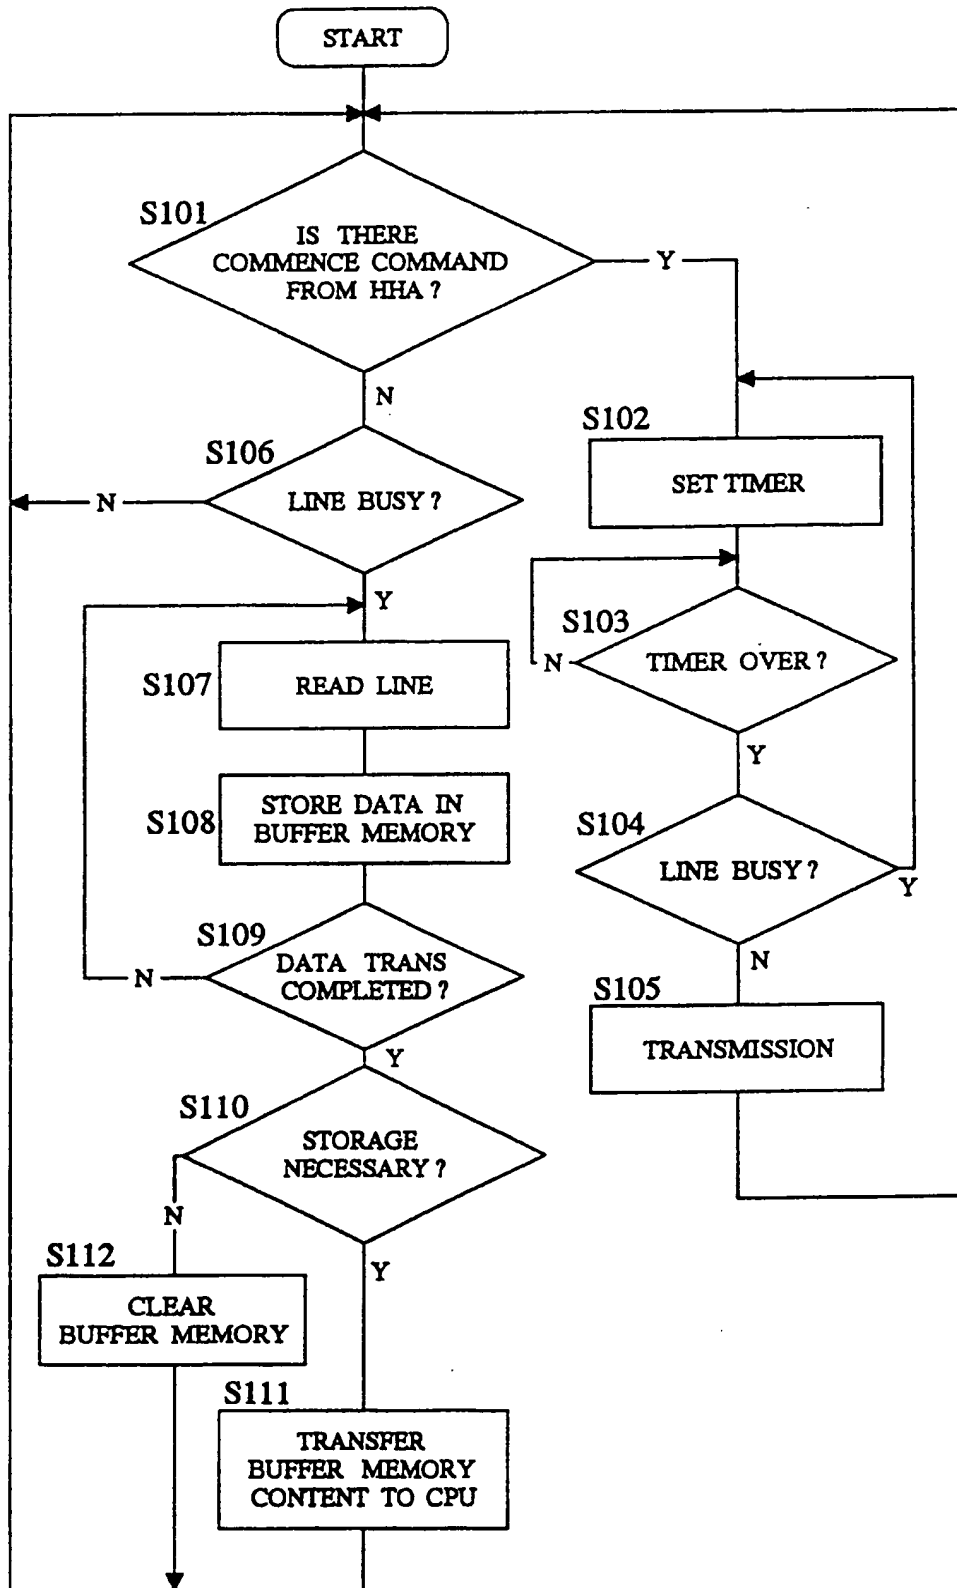 START
S101
IS THERE
COMMENCE COMMAND
FROM HHA ?
Y
N
S106
LINE BUSY ?
N
Y
S102
SET TIMER
S103
TIMER OVER ?
N
Y
S107
READ LINE
S108
STORE DATA IN
BUFFER MEMORY
S104
LINE BUSY ?
Y
N
S109
DATA TRANS
COMPLETED ?
N
Y
S105
TRANSMISSION
S110
STORAGE
NECESSARY ?
N
Y
S112
CLEAR
BUFFER MEMORY
S111
TRANSFER
BUFFER MEMORY
CONTENT TO CPU